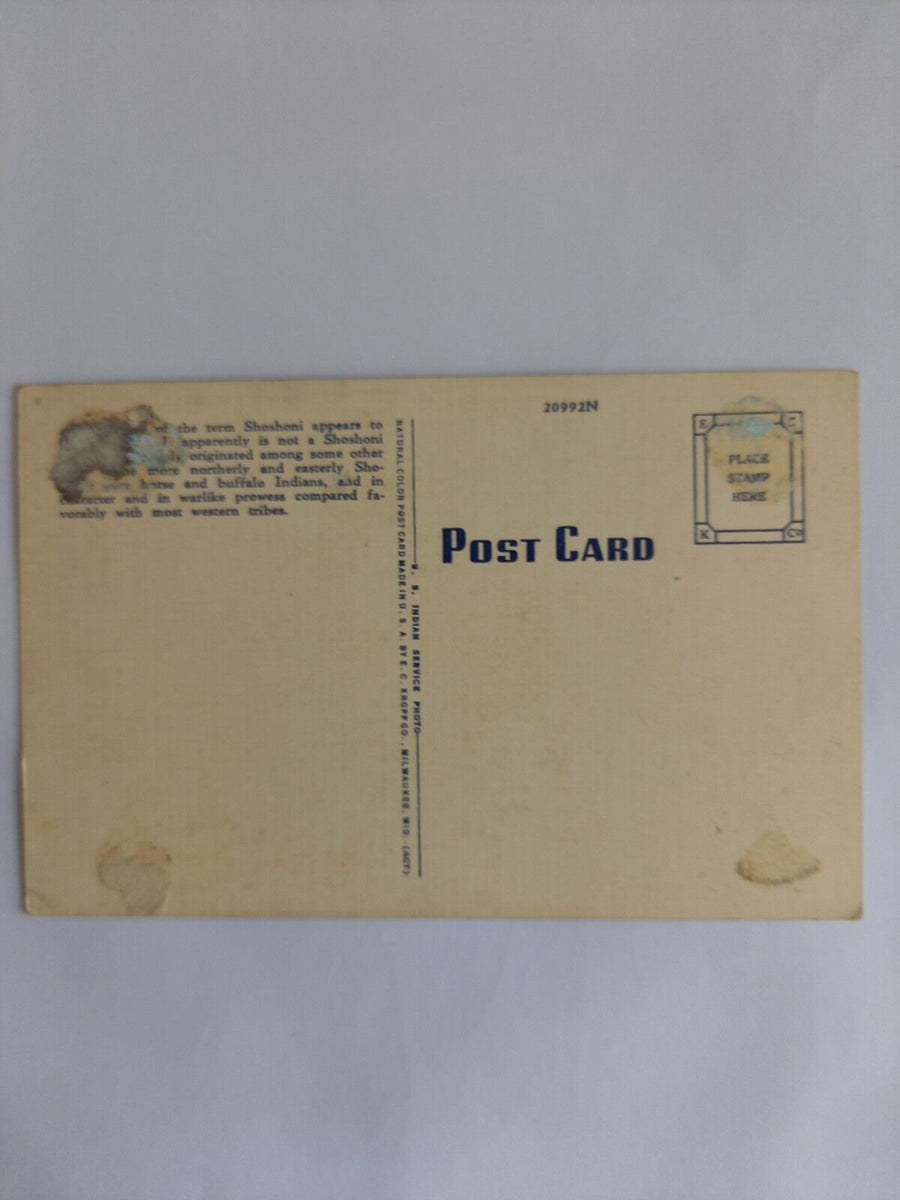 of the term Shoshoni appears to
apparently is not a Shoshoni
originated among some other
more northerly and easterly Sho-
were horse and buffalo Indians, and in
character and in warlike prowess compared fa-
vorably with most western tribes.
NATURAL COLOR POST CARD MADE IN U. S. A. BY E. C. KROPP CO., MILWAUKEE, WIS. (ACY)
U. S. INDIAN SERVICE PHOTO
20992N
POST CARD
E C
PLACE
STAMP
HERE
K Co